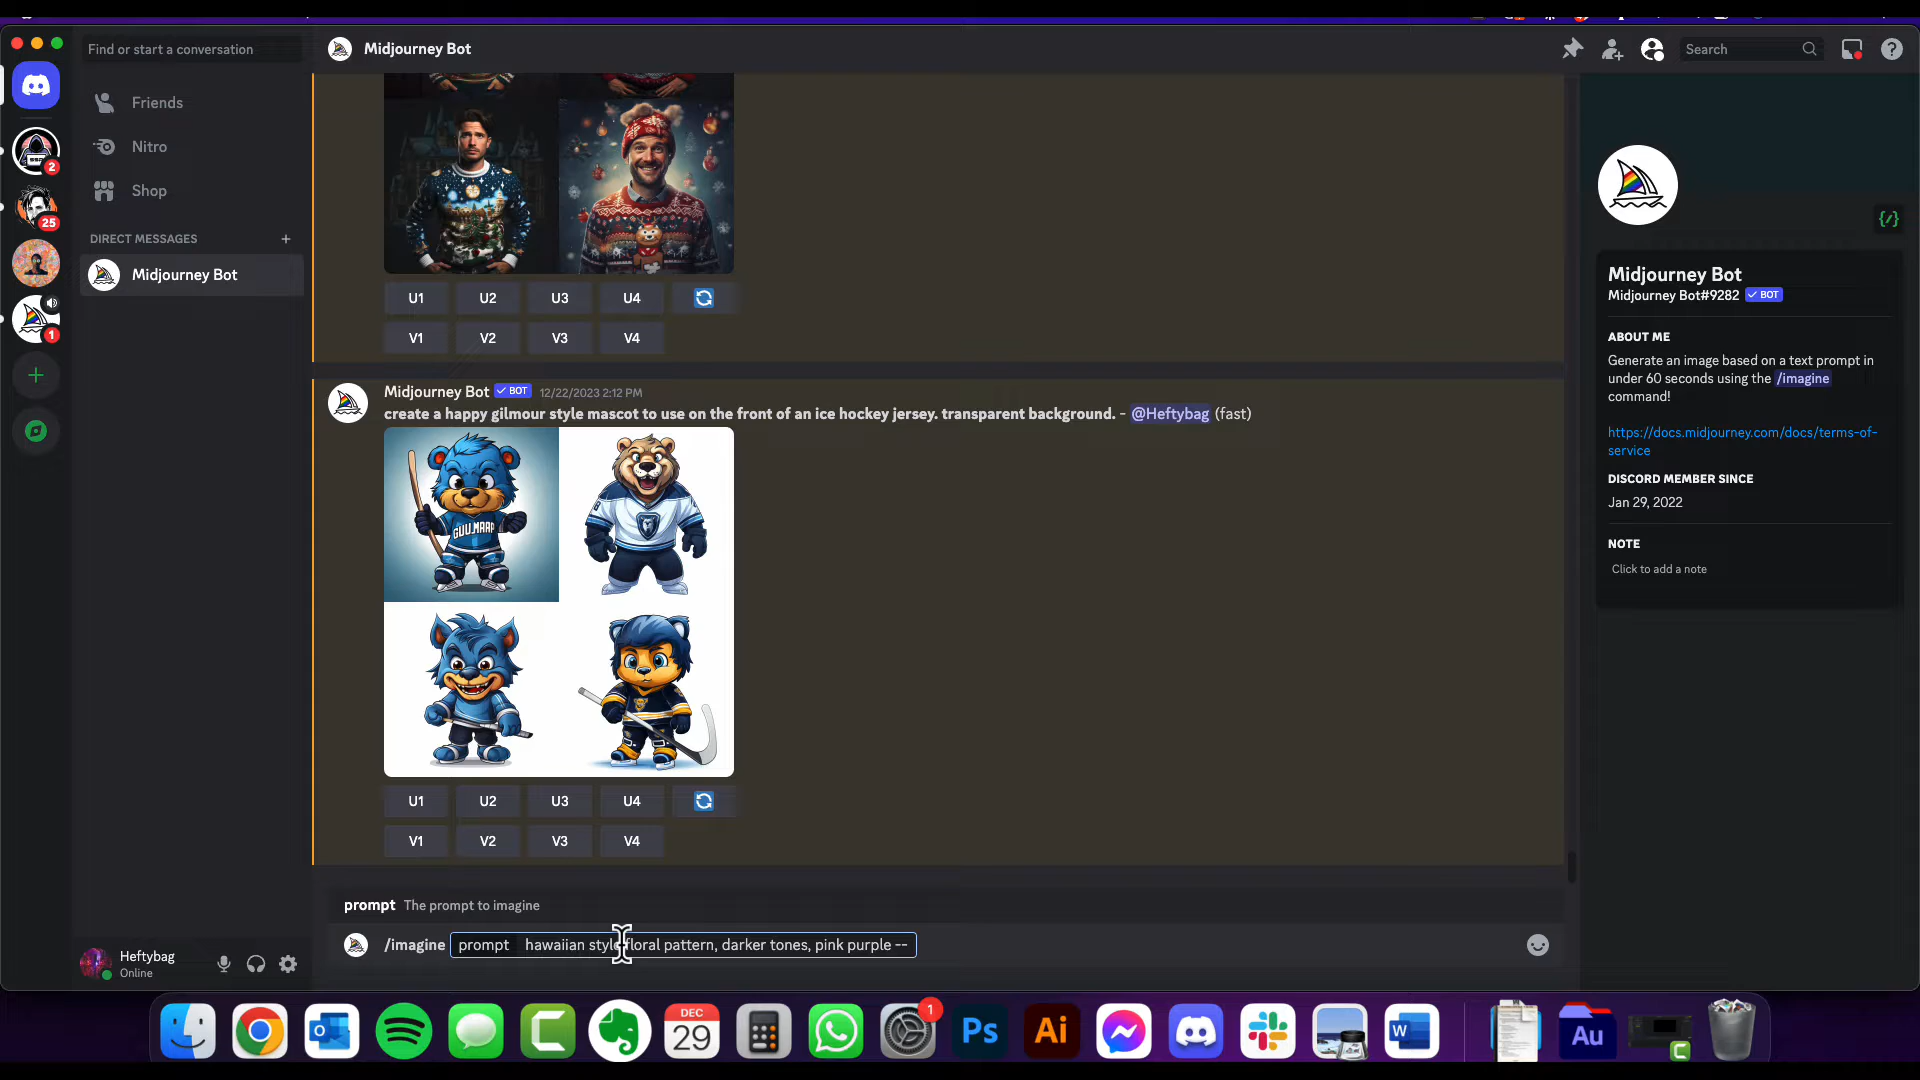 Find or start a conversation
Midjourney Bot
Search
Friends
Nitro
Shop
DIRECT MESSAGES
Midjourney Bot
2
25
1
U1 U2 U3 U4
V1 V2 V3 V4
Midjourney Bot BOT 12/22/2023 2:12 PM
create a happy gilmour style mascot to use on the front of an ice hockey jersey. transparent background. - @Heftybag (fast)
U1 U2 U3 U4
V1 V2 V3 V4
prompt The prompt to imagine
/imagine prompt hawaiian style floral pattern, darker tones, pink purple --
Heftybag
Online
Midjourney Bot
Midjourney Bot#9282 BOT
ABOUT ME
Generate an image based on a text prompt in
under 60 seconds using the /imagine
command!
https://docs.midjourney.com/docs/terms-of-
service
DISCORD MEMBER SINCE
Jan 29, 2022
NOTE
Click to add a note
DEC
29
1
Ps
Ai
W
Au